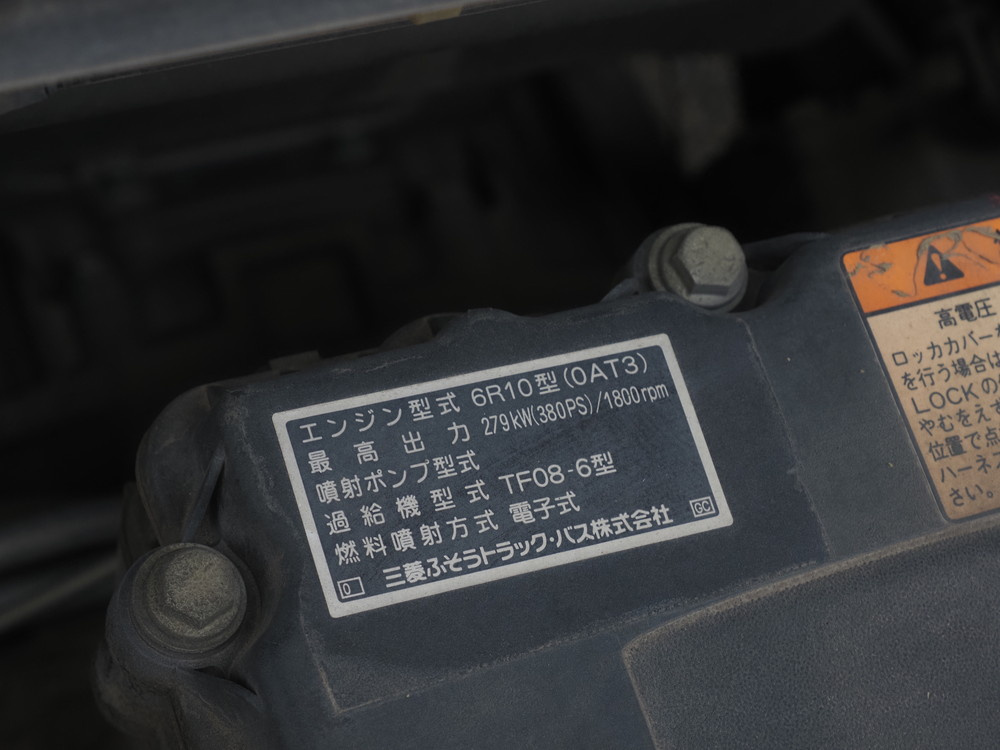 エンジン型式 6R10型(0AT3)
最高出力 279kW(380PS)/1800rpm
噴射ポンプ型式
過給機型式 TF08-6型
燃料噴射方式 電子式
0 三菱ふそうトラック・バス株式会社 GC
高電圧
ロッカカバー
を行う場合は
LOCKの
やむをえ
位置で点
ハーネ
さい。